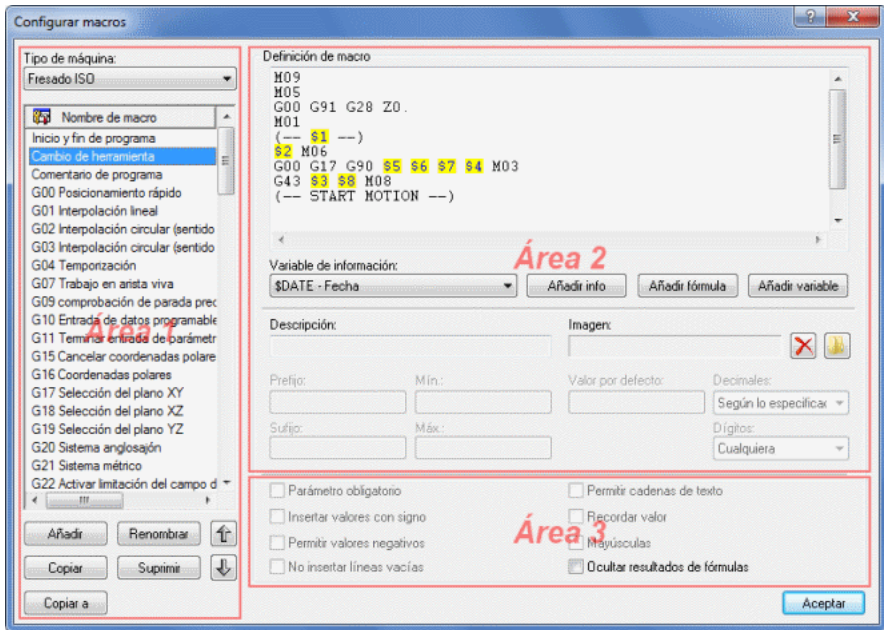 Configurar macros
Tipo de máquina:
Fresado ISO
Nombre de macro
Inicio y fin de programa
Cambio de herramienta
Comentario de programa
G00 Posicionamiento rápido
G01 Interpolación lineal
G02 Interpolación circular (sentido
G03 Interpolación circular (sentido
G04 Temporización
G07 Trabajo en arista viva
G09 comprobación de parada prec
G10 Entrada de datos programable
G11 Terminar entrada de parámetr
G15 Cancelar coordenadas polare
G16 Coordenadas polares
G17 Selección del plano XY
G18 Selección del plano XZ
G19 Selección del plano YZ
G20 Sistema anglosajón
G21 Sistema métrico
G22 Activar limitación del campo d
Área 1
Añadir
Renombrar
Copiar
Suprimir
Copiar a
Definición de macro
M09
M05
G00 G91 G28 Z0.
M01
(-- $1 --)
$2 M06
G00 G17 G90 $5 $6 $7 $4 M03
G43 $3 $8 M08
(-- START MOTION --)
Área 2
Variable de información:
$DATE - Fecha
Añadir info
Añadir fórmula
Añadir variable
Descripción:
Imagen:
Prefijo:
Mín.:
Valor por defecto:
Decimales:
Según lo especificac
Sufijo:
Máx.:
Dígitos:
Cualquiera
Parámetro obligatorio
Permitir cadenas de texto
Insertar valores con signo
Recordar valor
Área 3
Permitir valores negativos
Mayúsculas
No insertar líneas vacías
Ocultar resultados de fórmulas
Aceptar